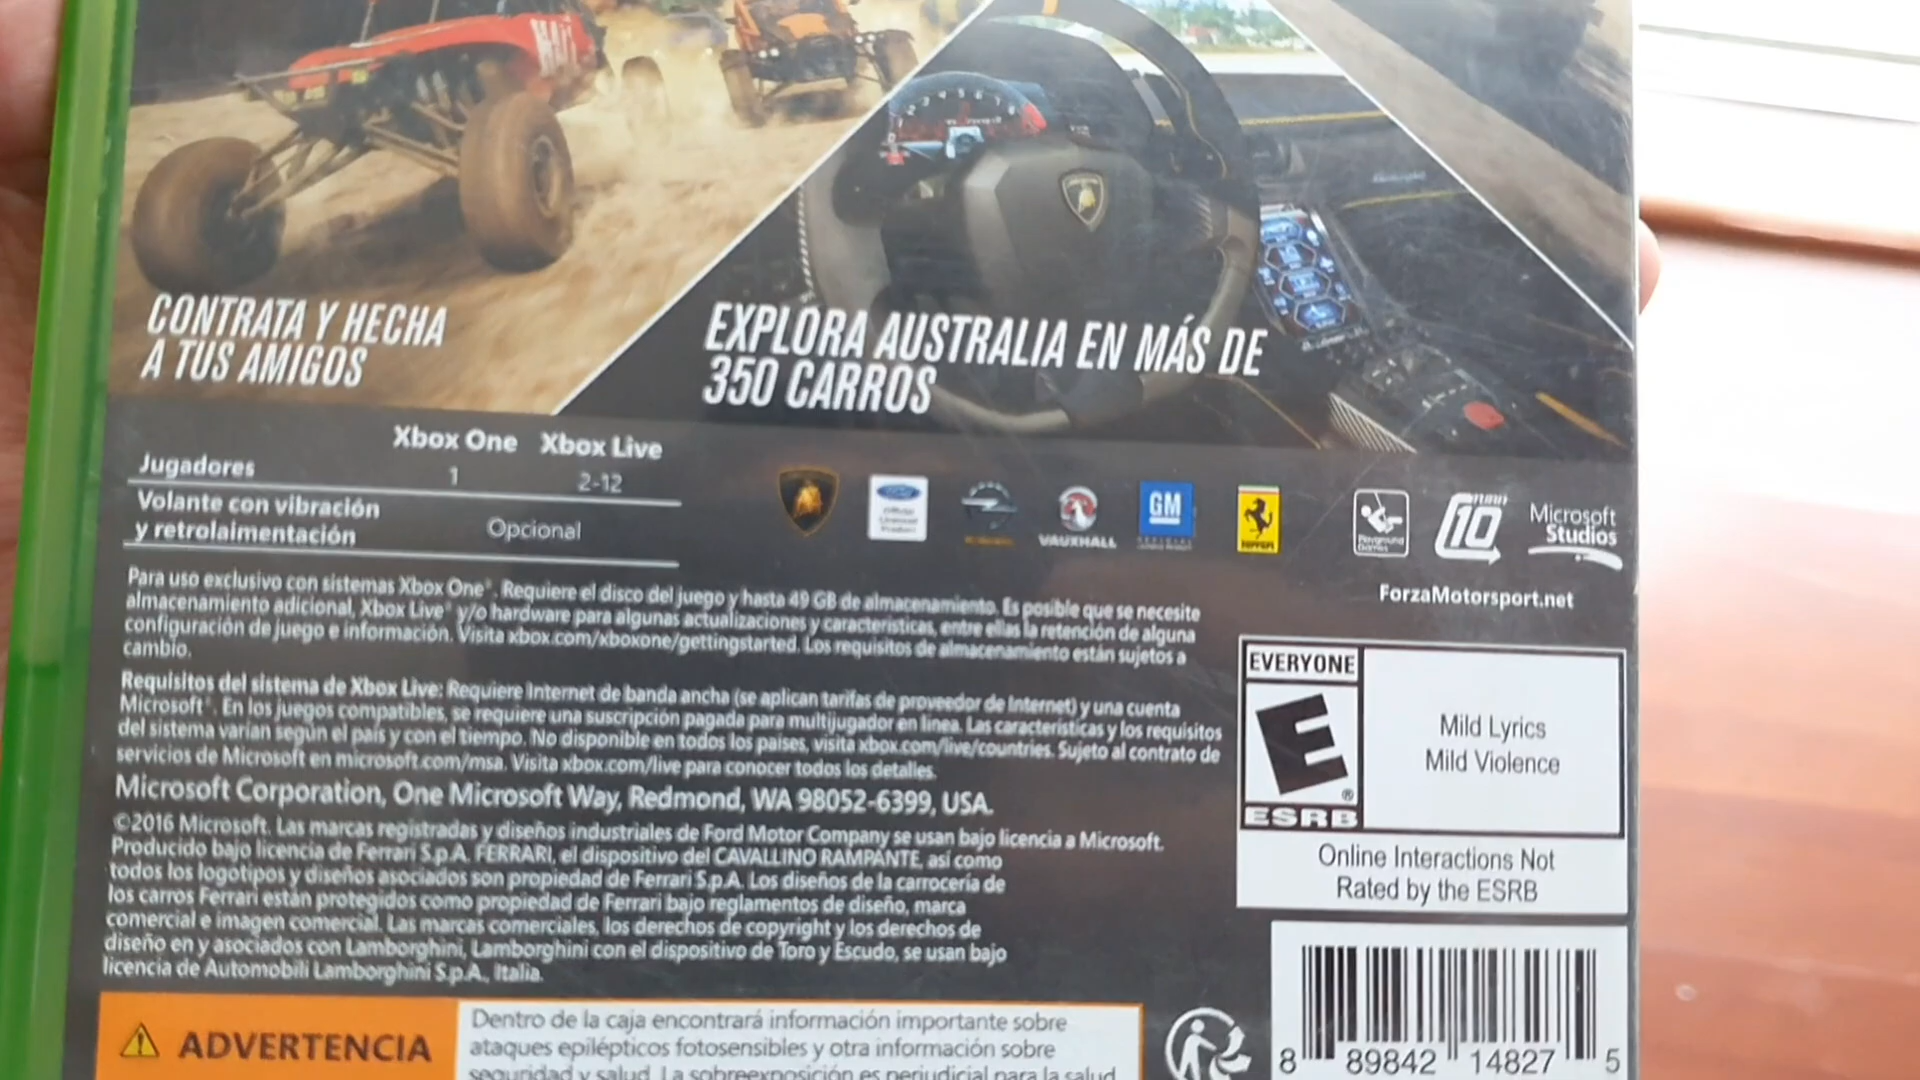 CONTRATA Y HECHA
A TUS AMIGOS
EXPLORA AUSTRALIA EN MÁS DE
350 CARROS
Xbox One Xbox Live
Jugadores 1 2-12
Volante con vibración
y retrolaimentación Opcional
VAUXHALL
GM
Ferrari
Playground
Games
TURN
10
Microsoft
Studios
ForzaMotorsport.net
Para uso exclusivo con sistemas Xbox One®. Requiere el disco del juego y hasta 49 GB de almacenamiento. Es posible que se necesite
almacenamiento adicional, Xbox Live® y/o hardware para algunas actualizaciones y características, entre ellas la retención de alguna
configuración de juego e información. Visita xbox.com/xboxone/gettingstarted. Los requisitos de almacenamiento están sujetos a
cambio.
Requisitos del sistema de Xbox Live: Requiere Internet de banda ancha (se aplican tarifas de proveedor de Internet) y una cuenta
Microsoft®. En los juegos compatibles, se requiere una suscripción pagada para multijugador en línea. Las características y los requisitos
del sistema varían según el país y con el tiempo. No disponible en todos los países, visita xbox.com/live/countries. Sujeto al contrato de
servicios de Microsoft en microsoft.com/msa. Visita xbox.com/live para conocer todos los detalles.
Microsoft Corporation, One Microsoft Way, Redmond, WA 98052-6399, USA.
©2016 Microsoft. Las marcas registradas y diseños industriales de Ford Motor Company se usan bajo licencia a Microsoft.
Producido bajo licencia de Ferrari S.p.A. FERRARI, el dispositivo del CAVALLINO RAMPANTE, así como
todos los logotipos y diseños asociados son propiedad de Ferrari S.p.A. Los diseños de la carrocería de
los carros Ferrari están protegidos como propiedad de Ferrari bajo reglamentos de diseño, marca
comercial e imagen comercial. Las marcas comerciales, los derechos de copyright y los derechos de
diseño en y asociados con Lamborghini, Lamborghini con el dispositivo de Toro y Escudo, se usan bajo
licencia de Automobili Lamborghini S.p.A., Italia.
EVERYONE
E
®
ESRB
Mild Lyrics
Mild Violence
Online Interactions Not
Rated by the ESRB
ADVERTENCIA
Dentro de la caja encontrará información importante sobre
ataques epilépticos fotosensibles y otra información sobre
seguridad y salud. La sobreexposición es perjudicial para la salud
8 89842 14827 5